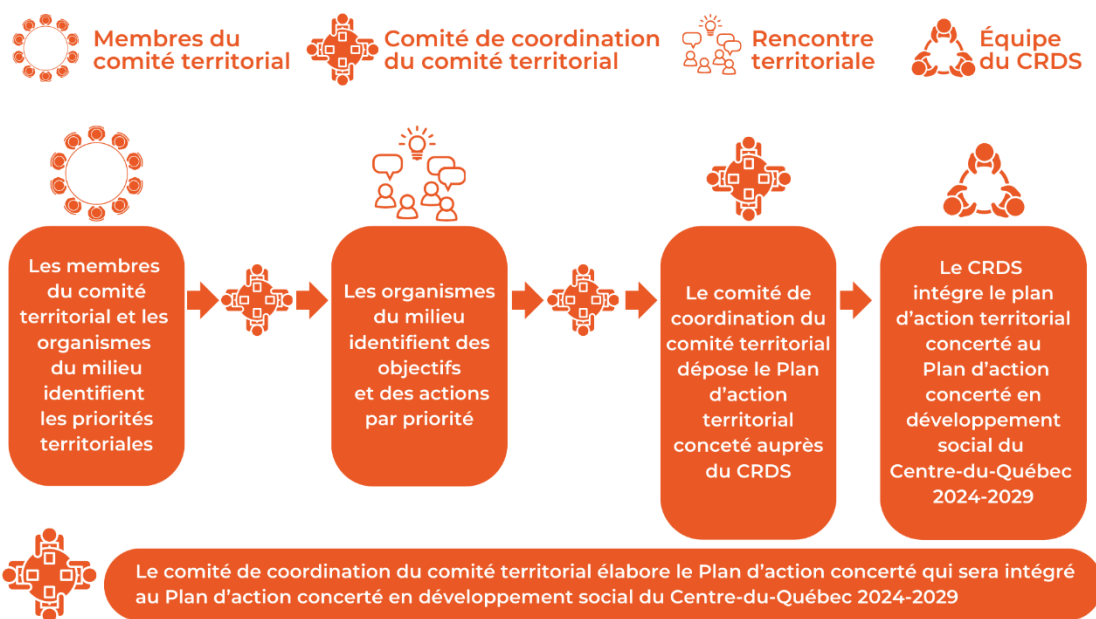 Membres du
comité territorial
Comité de coordination
du comité territorial
Rencontre
territoriale
Équipe
du CRDS
Les membres
du comité
territorial et les
organismes
du milieu
identifient
les priorités
territoriales
Les organismes
du milieu
identifient des
objectifs
et des actions
par priorité
Le comité de
coordination du
comité territorial
dépose le Plan
d'action
territorial
conceté auprès
du CRDS
Le CRDS
intégre le plan
d'action territorial
concerté au
Plan d'action
concerté en
développement
social du
Centre-du-Québec
2024-2029
Le comité de coordination du comité territorial élabore le Plan d'action concerté qui sera intégré
au Plan d'action concerté en développement social du Centre-du-Québec 2024-2029